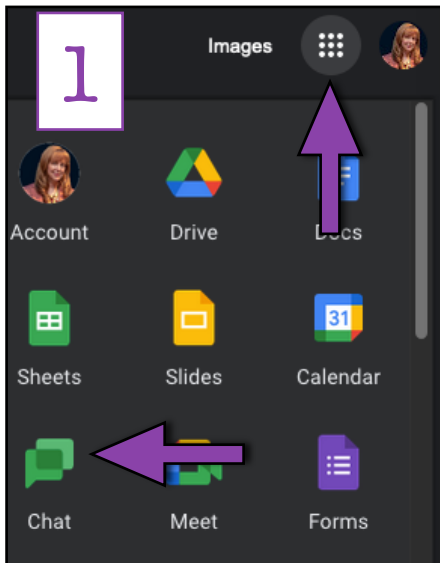 1
Images
Account Drive Docs
Sheets Slides 31 Calendar
Chat Meet Forms